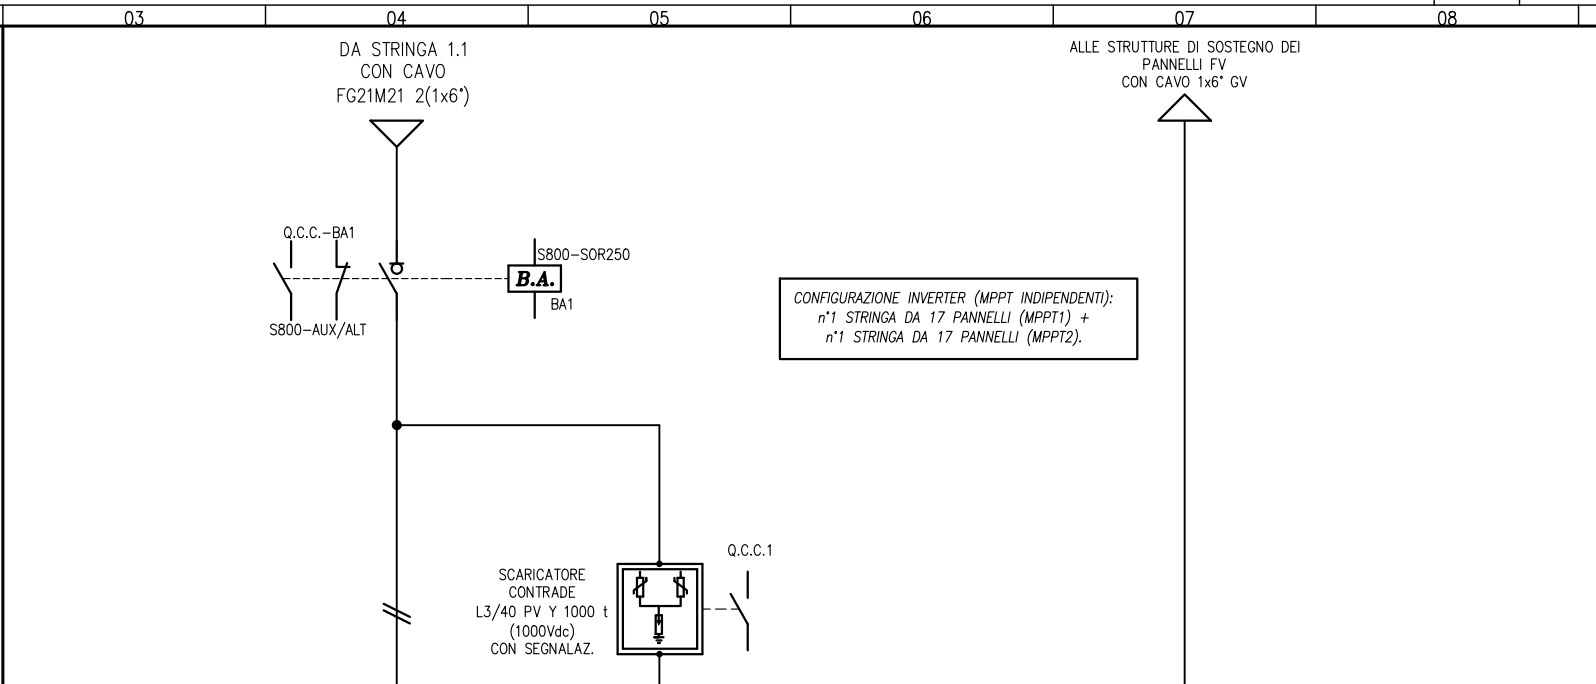 03
04
05
06
07
08
DA STRINGA 1.1
CON CAVO
FG21M21 2(1x6°)
ALLE STRUTTURE DI SOSTEGNO DEI
PANNELLI FV
CON CAVO 1x6° GV
Q.C.C.-BA1
S800-AUX/ALT
S800-SOR250
B.A.
BA1
CONFIGURAZIONE INVERTER (MPPT INDIPENDENTI):
n°1 STRINGA DA 17 PANNELLI (MPPT1) +
n°1 STRINGA DA 17 PANNELLI (MPPT2).
SCARICATORE
CONTRADE
L3/40 PV Y 1000 t
(1000Vdc)
CON SEGNALAZ.
Q.C.C.1